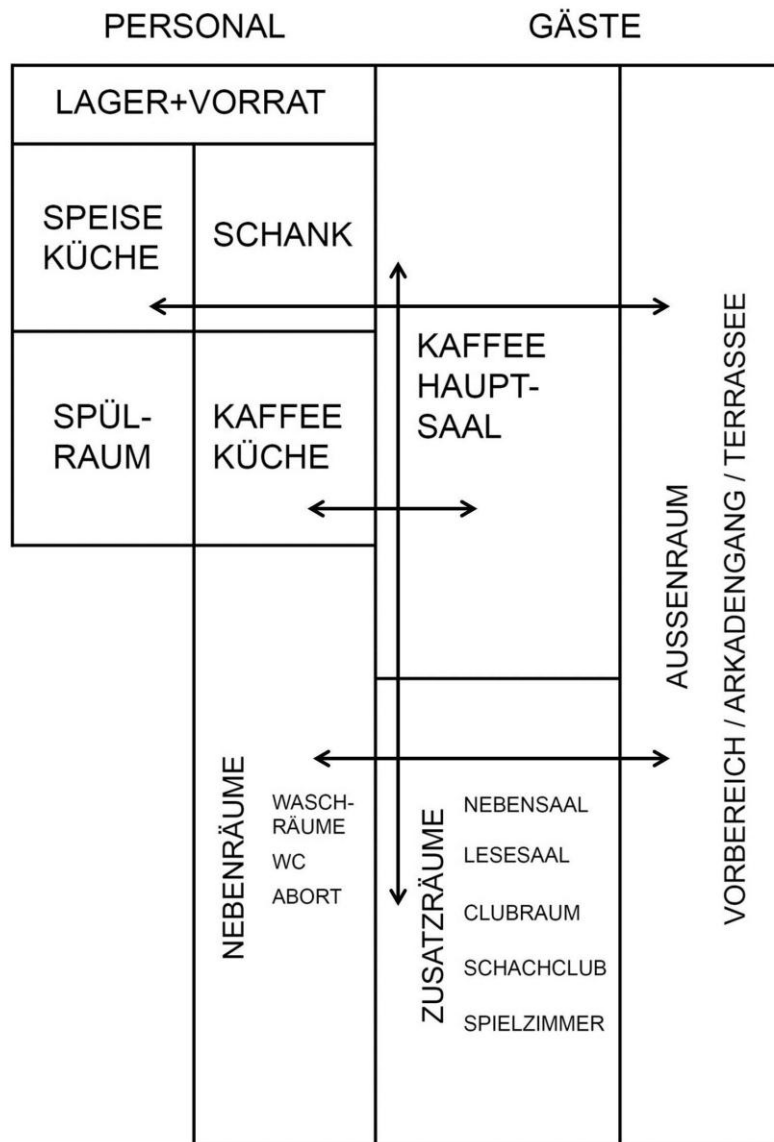 PERSONAL
GÄSTE
LAGER+VORRAT
SPEISE
KÜCHE
SCHANK
SPÜL-
RAUM
KAFFEE
KÜCHE
KAFFEE
HAUPT-
SAAL
AUSSENRAUM
VORBEREICH / ARKADENGANG / TERRASSEE
NEBENRÄUME
WASCH-
RÄUME
WC
ABORT
ZUSATZRÄUME
NEBENSAAL
LESESAAL
CLUBRAUM
SCHACHCLUB
SPIELZIMMER